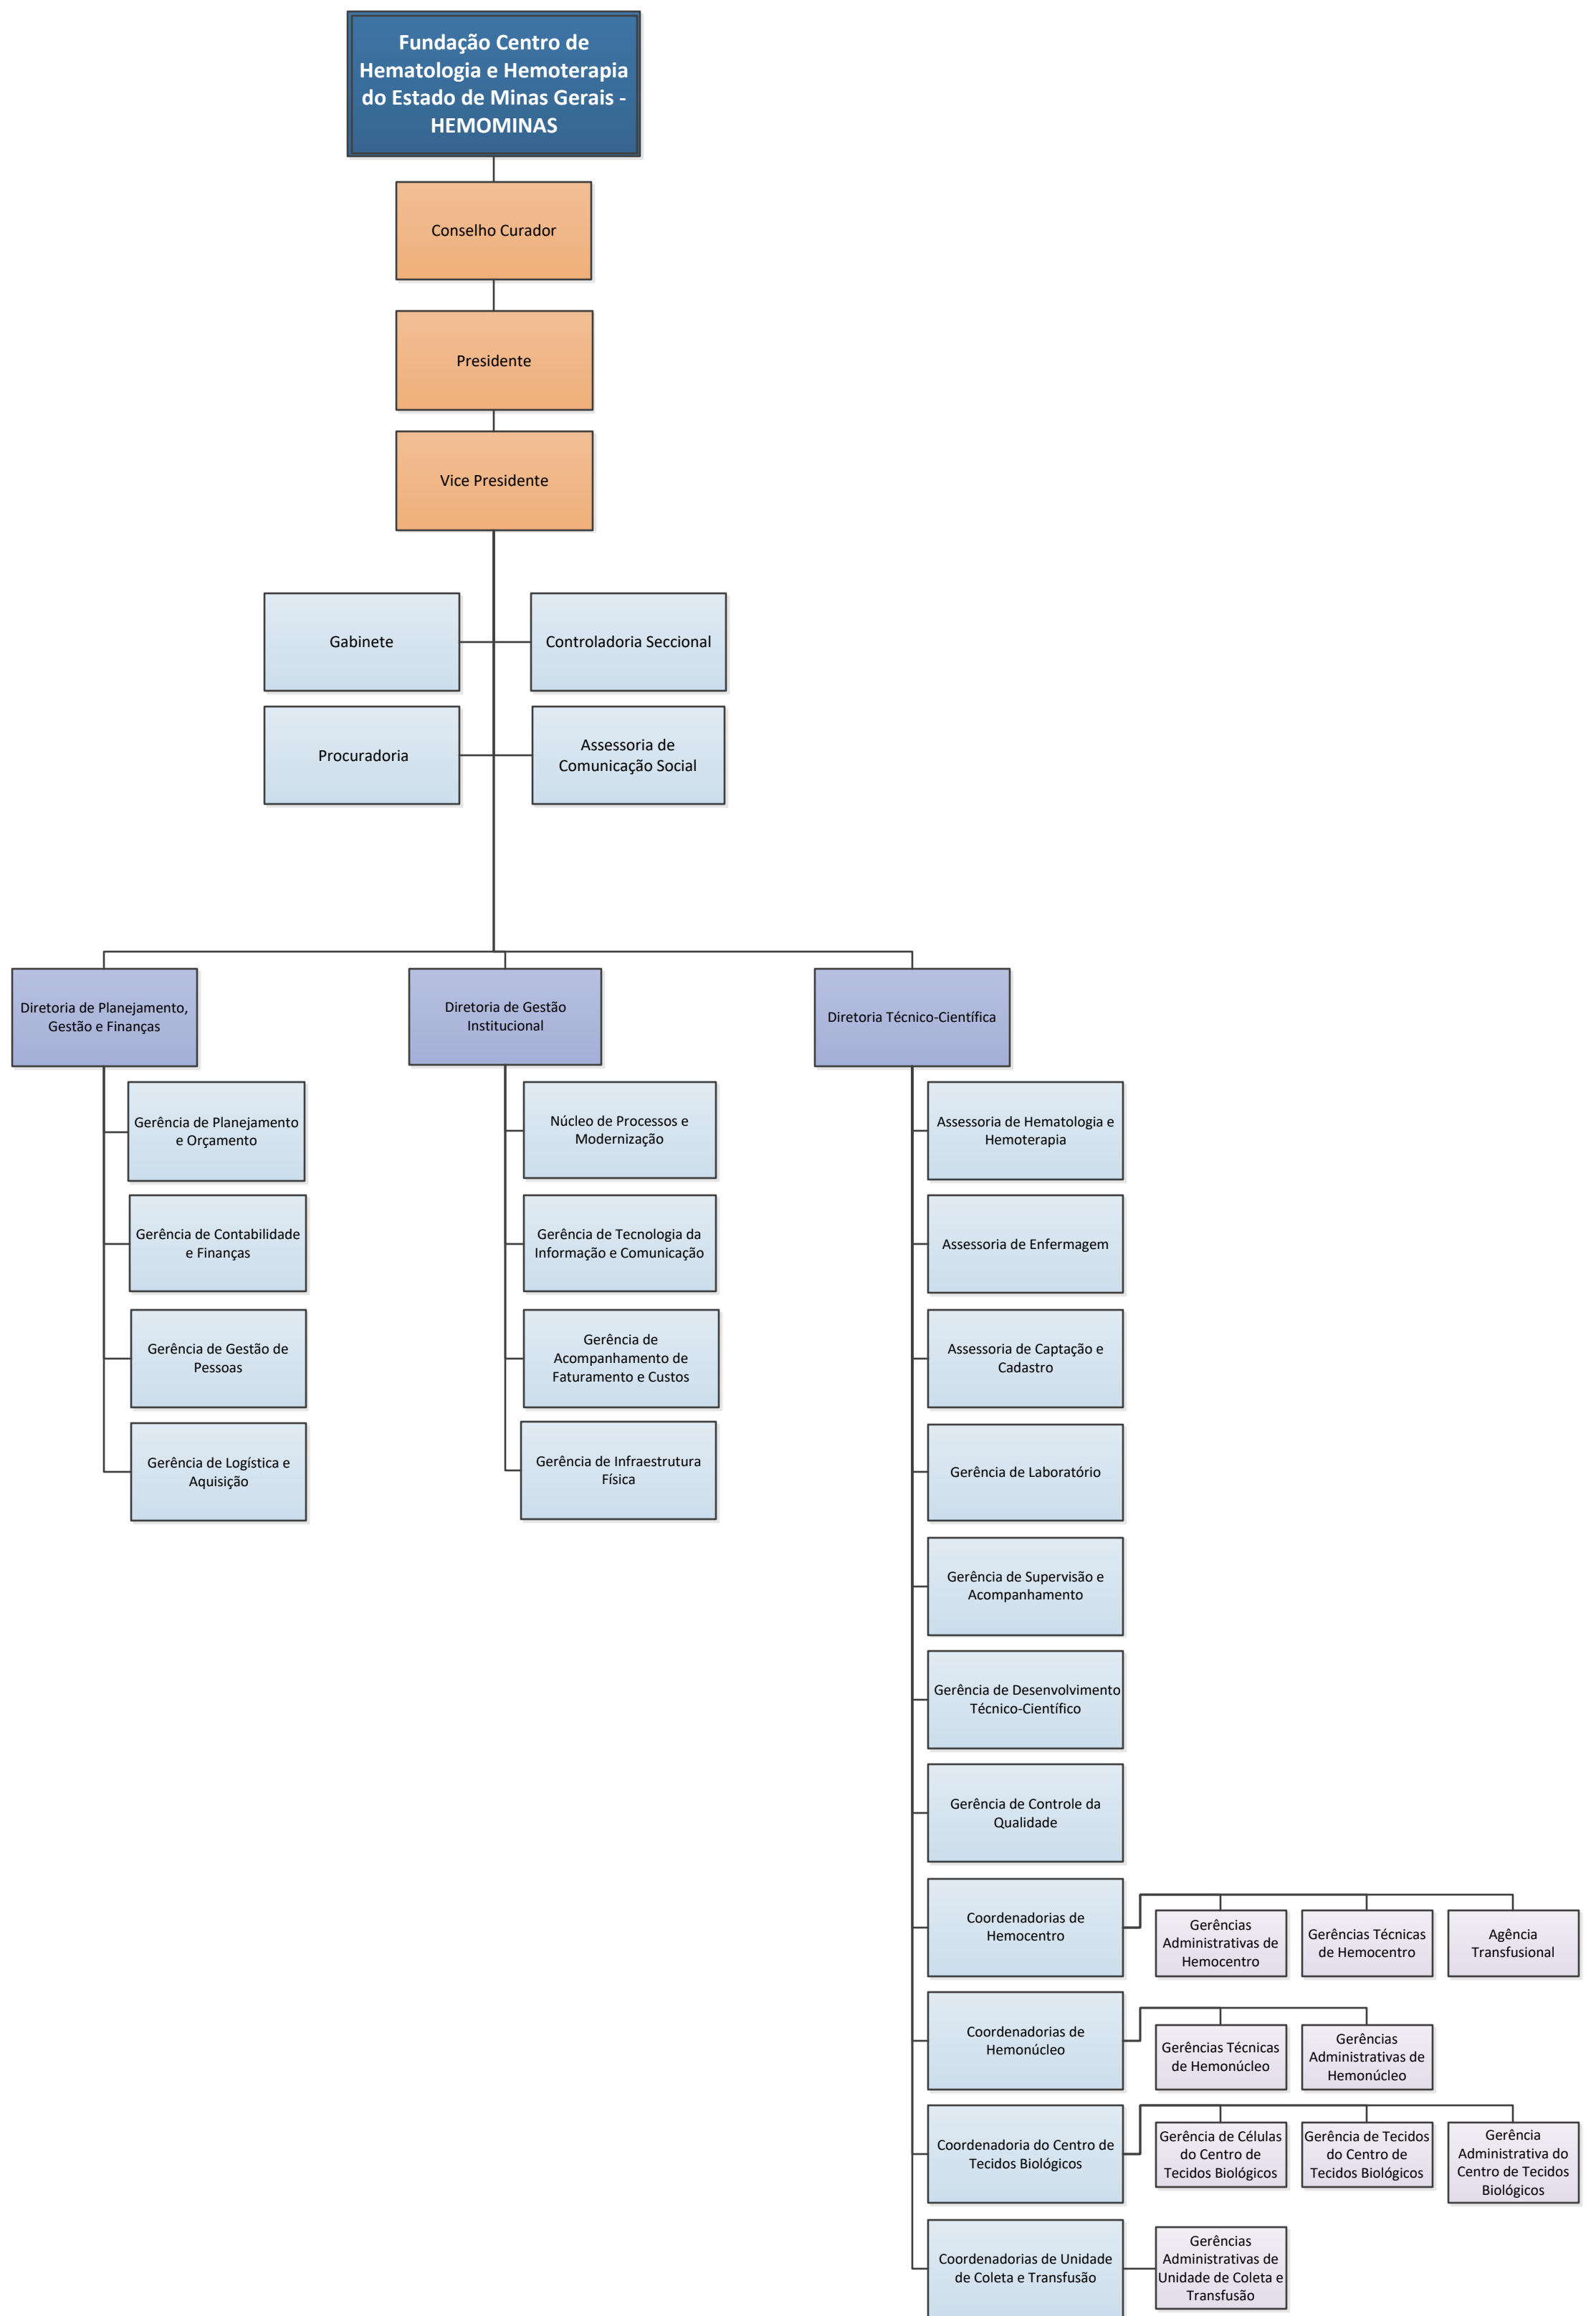 Fundação Centro de
Hematologia e Hemoterapia
do Estado de Minas Gerais -
HEMOMINAS
Conselho Curador
Presidente
Vice Presidente
Gabinete
Controladoria Seccional
Procuradoria
Assessoria de
Comunicação Social
Diretoria de Planejamento,
Gestão e Finanças
Diretoria de Gestão
Institucional
Diretoria Técnico-Científica
Gerência de Planejamento
e Orçamento
Gerência de Contabilidade
e Finanças
Gerência de Gestão de
Pessoas
Gerência de Logística e
Aquisição
Núcleo de Processos e
Modernização
Gerência de Tecnologia da
Informação e Comunicação
Gerência de
Acompanhamento de
Faturamento e Custos
Gerência de Infraestrutura
Física
Assessoria de Hematologia e
Hemoterapia
Assessoria de Enfermagem
Assessoria de Captação e
Cadastro
Gerência de Laboratório
Gerência de Supervisão e
Acompanhamento
Gerência de Desenvolvimento
Técnico-Científico
Gerência de Controle da
Qualidade
Coordenadorias de
Hemocentro
Gerências
Administrativas de
Hemocentro
Gerências Técnicas
de Hemocentro
Agência
Transfusional
Coordenadorias de
Hemonúcleo
Gerências Técnicas
de Hemonúcleo
Gerências
Administrativas de
Hemonúcleo
Coordenadoria do Centro de
Tecidos Biológicos
Gerência de Células
do Centro de
Tecidos Biológicos
Gerência de Tecidos
do Centro de
Tecidos Biológicos
Gerência
Administrativa do
Centro de Tecidos
Biológicos
Coordenadorias de Unidade
de Coleta e Transfusão
Gerências
Administrativas de
Unidade de Coleta e
Transfusão